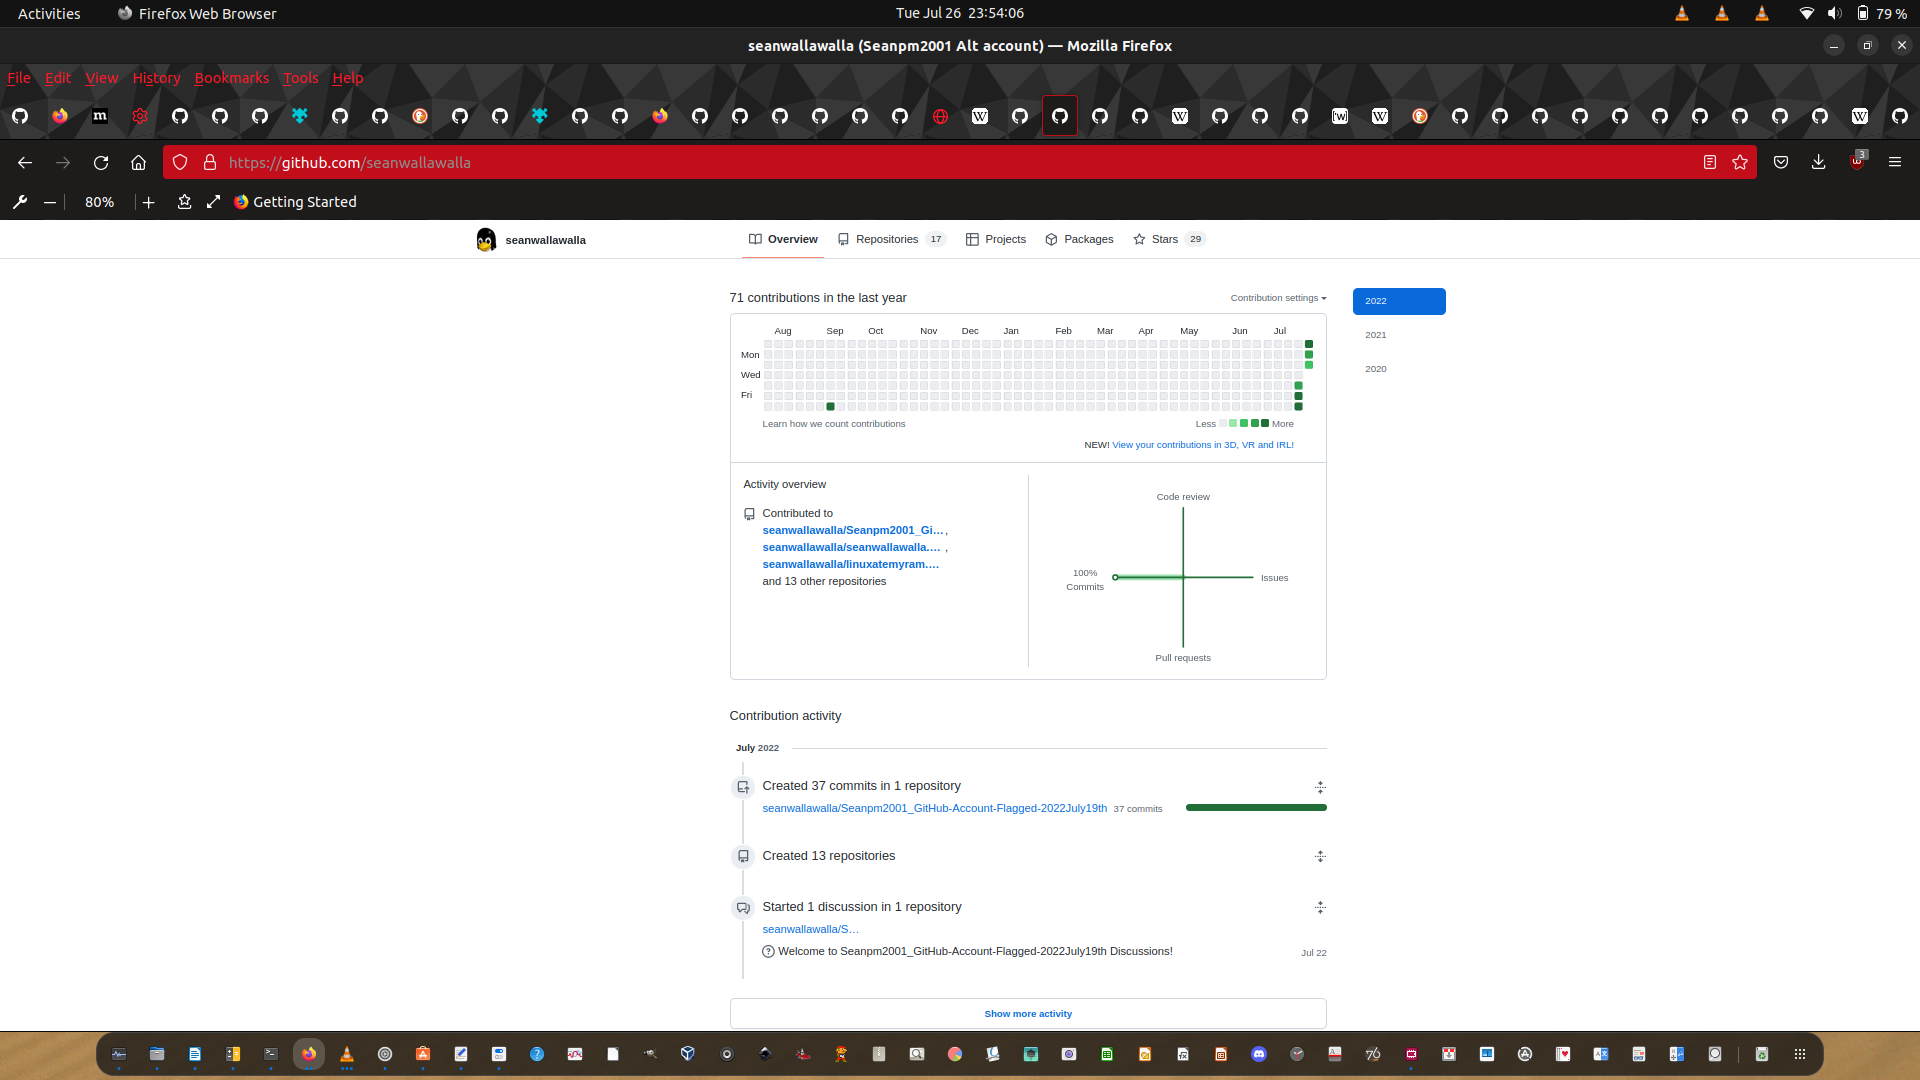 Activities
Firefox Web Browser
Tue Jul 26 23:54:06
79 %
seanwallawalla (Seanpm2001 Alt account) — Mozilla Firefox
File Edit View History Bookmarks Tools Help
https://github.com/seanwallawalla
3
80%
Getting Started
seanwallawalla
Overview
Repositories 17
Projects
Packages
Stars 29
71 contributions in the last year
Contribution settings
2022
2021
2020
Aug Sep Oct Nov Dec Jan Feb Mar Apr May Jun Jul
Mon
Wed
Fri
Learn how we count contributions
Less
More
NEW! View your contributions in 3D, VR and IRL!
Activity overview
Contributed to
seanwallawalla/Seanpm2001_Gi… ,
seanwallawalla/seanwallawalla.… ,
seanwallawalla/linuxatemyram.…
and 13 other repositories
Code review
100%
Commits
Issues
Pull requests
Contribution activity
July 2022
Created 37 commits in 1 repository
seanwallawalla/Seanpm2001_GitHub-Account-Flagged-2022July19th 37 commits
Created 13 repositories
Started 1 discussion in 1 repository
seanwallawalla/S…
Welcome to Seanpm2001_GitHub-Account-Flagged-2022July19th Discussions!
Jul 22
Show more activity